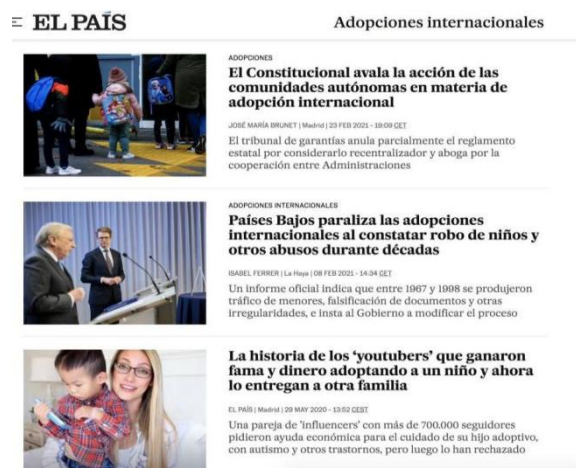 EL PAÍS
Adopciones internacionales
ADOPCIONES
El Constitucional avala la acción de las
comunidades autónomas en materia de
adopción internacional
JOSÉ MARÍA BRUNET | Madrid | 23 FEB 2021 - 19:09 CET
El tribunal de garantías anula parcialmente el reglamento
estatal por considerarlo recentralizador y aboga por la
cooperación entre Administraciones
ADOPCIONES INTERNACIONALES
Países Bajos paraliza las adopciones
internacionales al constatar robo de niños y
otros abusos durante décadas
ISABEL FERRER | La Haya | 08 FEB 2021 - 14:34 CET
Un informe oficial indica que entre 1967 y 1998 se produjeron
tráfico de menores, falsificación de documentos y otras
irregularidades, e insta al Gobierno a modificar el proceso
La historia de los ‘youtubers’ que ganaron
fama y dinero adoptando a un niño y ahora
lo entregan a otra familia
EL PAÍS | Madrid | 29 MAY 2020 - 13:52 CEST
Una pareja de 'influencers' con más de 700.000 seguidores
pidieron ayuda económica para el cuidado de su hijo adoptivo,
con autismo y otros trastornos, pero luego lo han rechazado